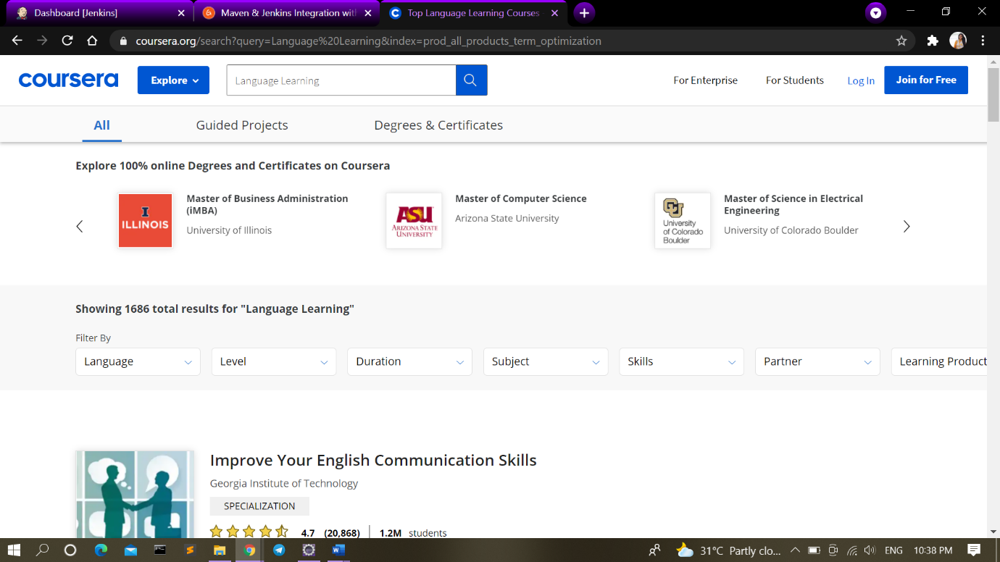 Dashboard [Jenkins]
Maven & Jenkins Integration with
Top Language Learning Courses
coursera.org/search?query=Language%20Learning&index=prod_all_products_term_optimization
coursera
Explore
Language Learning
For Enterprise
For Students
Log In
Join for Free
All
Guided Projects
Degrees & Certificates
Explore 100% online Degrees and Certificates on Coursera
I
ILLINOIS
Master of Business Administration
(iMBA)
University of Illinois
ASU
ARIZONA STATE
UNIVERSITY
Master of Computer Science
Arizona State University
CU
University
of Colorado
Boulder
Master of Science in Electrical
Engineering
University of Colorado Boulder
Showing 1686 total results for "Language Learning"
Filter By
Language
Level
Duration
Subject
Skills
Partner
Learning Product
Improve Your English Communication Skills
Georgia Institute of Technology
SPECIALIZATION
4.7 (20,868) 1.2M students
31°C Partly clo...
ENG
10:38 PM